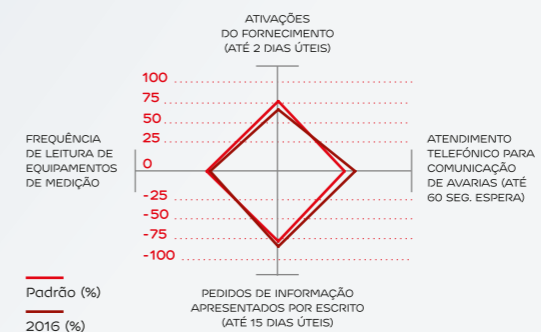 ATIVAÇÕES
DO FORNECIMENTO
(ATÉ 2 DIAS ÚTEIS)
100
75
50
25
0
-25
-50
-75
-100
FREQUÊNCIA
DE LEITURA DE
EQUIPAMENTOS
DE MEDIÇÃO
ATENDIMENTO
TELEFÓNICO PARA
COMUNICAÇÃO
DE AVARIAS (ATÉ
60 SEG. ESPERA)
PEDIDOS DE INFORMAÇÃO
APRESENTADOS POR ESCRITO
(ATÉ 15 DIAS ÚTEIS)
Padrão (%)
2016 (%)